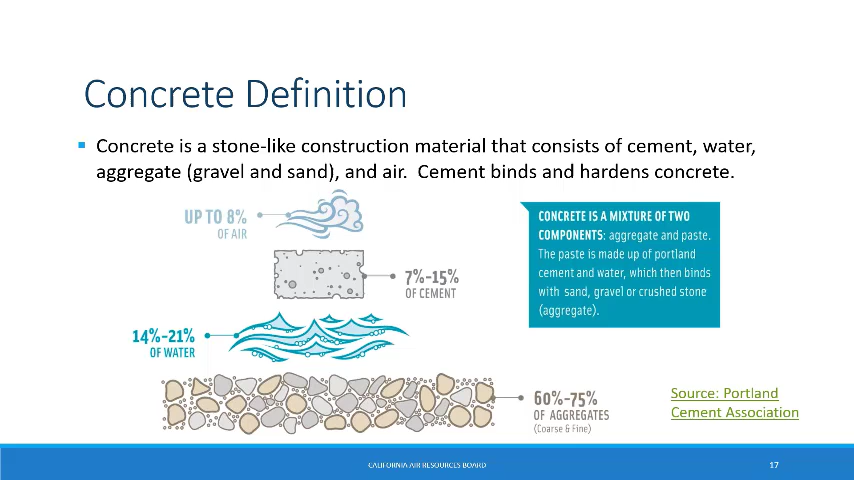 Concrete Definition
Concrete is a stone-like construction material that consists of cement, water,
aggregate (gravel and sand), and air.  Cement binds and hardens concrete.
UP TO 8%
OF AIR
7%–15%
OF CEMENT
14%–21%
OF WATER
60%–75%
OF AGGREGATES
(Coarse & Fine)
CONCRETE IS A MIXTURE OF TWO
COMPONENTS: aggregate and paste.
The paste is made up of portland
cement and water, which then binds
with sand, gravel or crushed stone
(aggregate).
Source: Portland
Cement Association
CALIFORNIA AIR RESOURCES BOARD
17